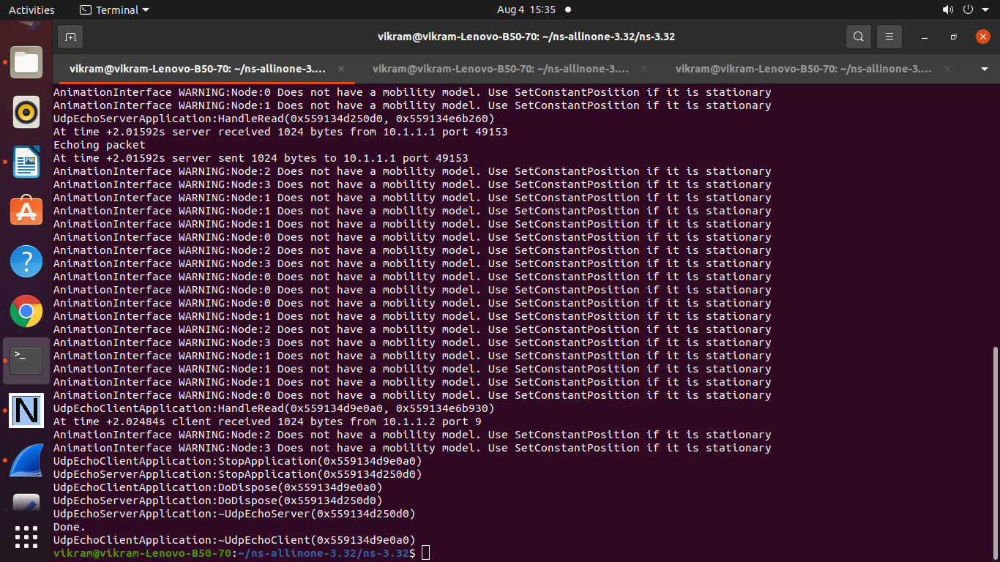 Activities
Terminal
Aug 4 15:35
vikram@vikram-Lenovo-B50-70: ~/ns-allinone-3.32/ns-3.32
vikram@vikram-Lenovo-B50-70: ~/ns-allinone-3.…
vikram@vikram-Lenovo-B50-70: ~/ns-allinone-3.…
vikram@vikram-Lenovo-B50-70: ~/ns-allinone-3.…
AnimationInterface WARNING:Node:0 Does not have a mobility model. Use SetConstantPosition if it is stationary
AnimationInterface WARNING:Node:1 Does not have a mobility model. Use SetConstantPosition if it is stationary
UdpEchoServerApplication:HandleRead(0x559134d250d0, 0x559134e6b260)
At time +2.01592s server received 1024 bytes from 10.1.1.1 port 49153
Echoing packet
At time +2.01592s server sent 1024 bytes to 10.1.1.1 port 49153
AnimationInterface WARNING:Node:2 Does not have a mobility model. Use SetConstantPosition if it is stationary
AnimationInterface WARNING:Node:3 Does not have a mobility model. Use SetConstantPosition if it is stationary
AnimationInterface WARNING:Node:1 Does not have a mobility model. Use SetConstantPosition if it is stationary
AnimationInterface WARNING:Node:1 Does not have a mobility model. Use SetConstantPosition if it is stationary
AnimationInterface WARNING:Node:1 Does not have a mobility model. Use SetConstantPosition if it is stationary
AnimationInterface WARNING:Node:0 Does not have a mobility model. Use SetConstantPosition if it is stationary
AnimationInterface WARNING:Node:2 Does not have a mobility model. Use SetConstantPosition if it is stationary
AnimationInterface WARNING:Node:3 Does not have a mobility model. Use SetConstantPosition if it is stationary
AnimationInterface WARNING:Node:0 Does not have a mobility model. Use SetConstantPosition if it is stationary
AnimationInterface WARNING:Node:0 Does not have a mobility model. Use SetConstantPosition if it is stationary
AnimationInterface WARNING:Node:0 Does not have a mobility model. Use SetConstantPosition if it is stationary
AnimationInterface WARNING:Node:1 Does not have a mobility model. Use SetConstantPosition if it is stationary
AnimationInterface WARNING:Node:2 Does not have a mobility model. Use SetConstantPosition if it is stationary
AnimationInterface WARNING:Node:3 Does not have a mobility model. Use SetConstantPosition if it is stationary
AnimationInterface WARNING:Node:1 Does not have a mobility model. Use SetConstantPosition if it is stationary
AnimationInterface WARNING:Node:1 Does not have a mobility model. Use SetConstantPosition if it is stationary
AnimationInterface WARNING:Node:1 Does not have a mobility model. Use SetConstantPosition if it is stationary
AnimationInterface WARNING:Node:0 Does not have a mobility model. Use SetConstantPosition if it is stationary
UdpEchoClientApplication:HandleRead(0x559134d9e0a0, 0x559134e6b930)
At time +2.02484s client received 1024 bytes from 10.1.1.2 port 9
AnimationInterface WARNING:Node:2 Does not have a mobility model. Use SetConstantPosition if it is stationary
AnimationInterface WARNING:Node:3 Does not have a mobility model. Use SetConstantPosition if it is stationary
UdpEchoClientApplication:StopApplication(0x559134d9e0a0)
UdpEchoServerApplication:StopApplication(0x559134d250d0)
UdpEchoClientApplication:DoDispose(0x559134d9e0a0)
UdpEchoServerApplication:DoDispose(0x559134d250d0)
UdpEchoServerApplication:~UdpEchoServer(0x559134d250d0)
Done.
UdpEchoClientApplication:~UdpEchoClient(0x559134d9e0a0)
vikram@vikram-Lenovo-B50-70:~/ns-allinone-3.32/ns-3.32$